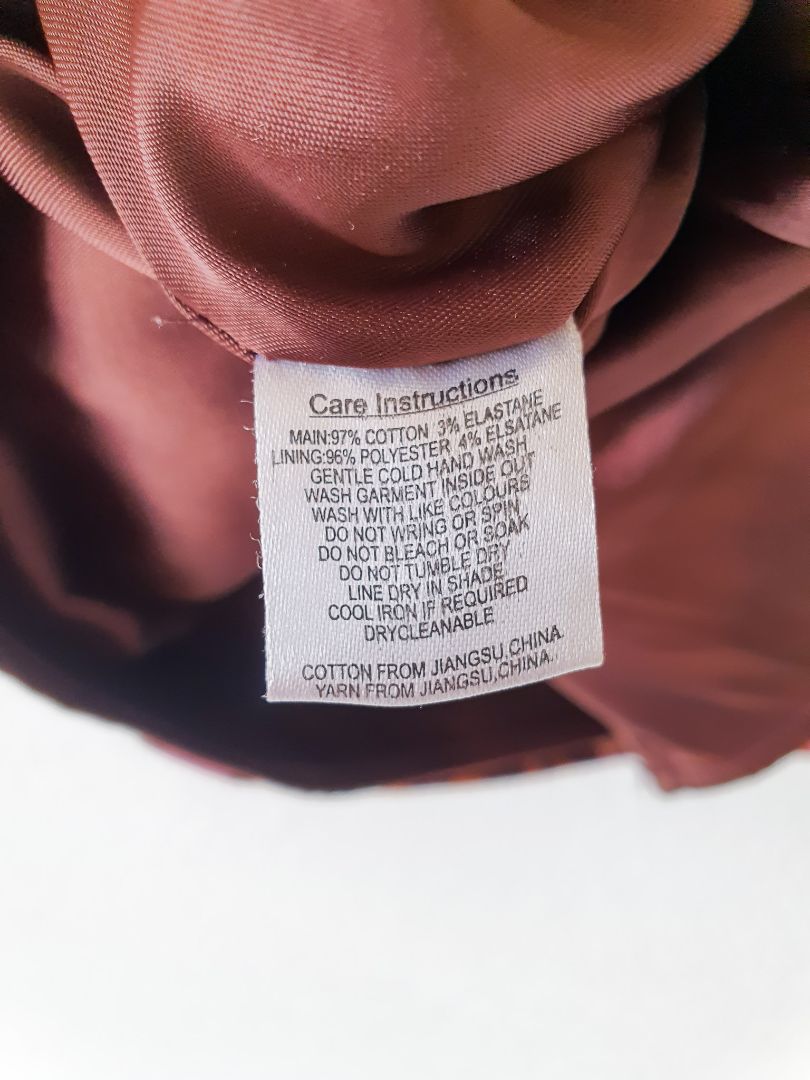 Care Instructions
MAIN:97% COTTON 3% ELASTANE
LINING:96% POLYESTER 4% ELSATANE
GENTLE COLD HAND WASH
WASH GARMENT INSIDE OUT
WASH WITH LIKE COLOURS
DO NOT WRING OR SPIN
DO NOT BLEACH OR SOAK
DO NOT TUMBLE DRY
LINE DRY IN SHADE
COOL IRON IF REQUIRED
DRYCLEANABLE
COTTON FROM JIANGSU,CHINA.
YARN FROM JIANGSU,CHINA.